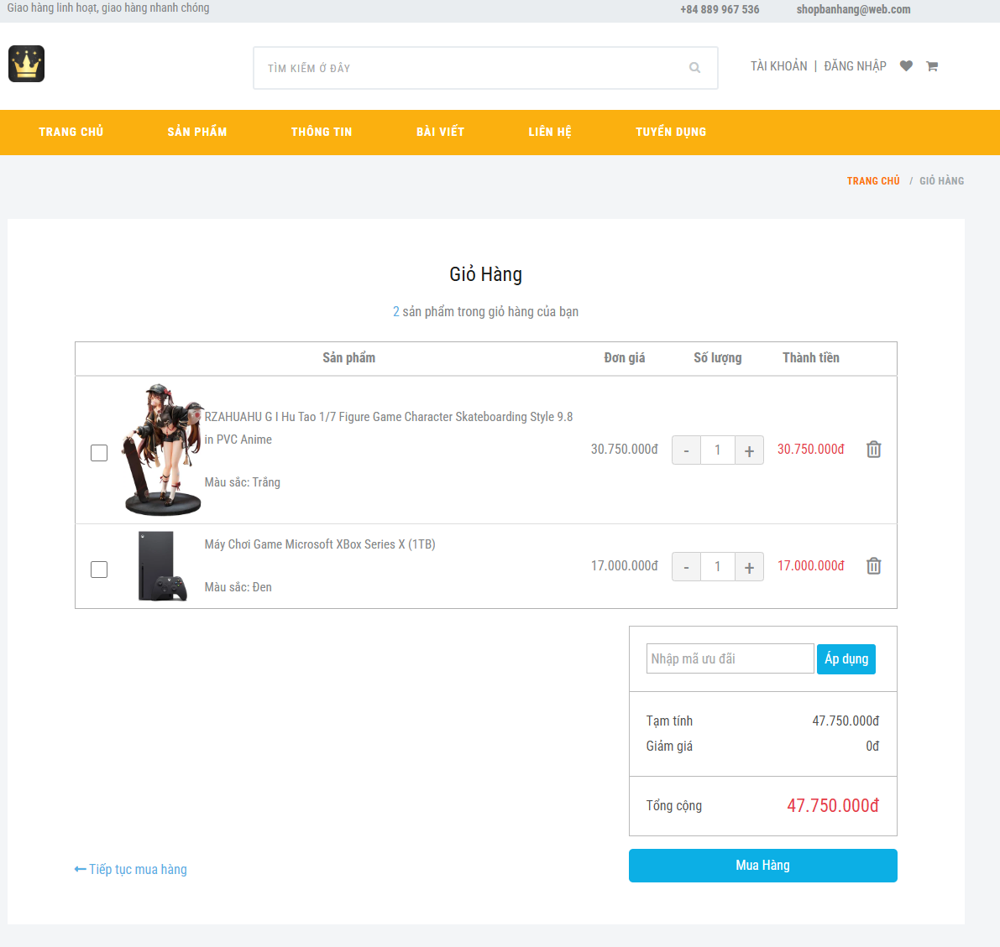 Giao hàng linh hoạt, giao hàng nhanh chóng
+84 889 967 536
shopbanhang@web.com
TÌM KIẾM Ở ĐÂY
TÀI KHOẢN | ĐĂNG NHẬP
TRANG CHỦ
SẢN PHẨM
THÔNG TIN
BÀI VIẾT
LIÊN HỆ
TUYỂN DỤNG
TRANG CHỦ / GIỎ HÀNG
Giỏ Hàng
2 sản phẩm trong giỏ hàng của bạn
Sản phẩm
Đơn giá
Số lượng
Thành tiền
RZAHUAHU G I Hu Tao 1/7 Figure Game Character Skateboarding Style 9.8
in PVC Anime
Màu sắc: Trắng
30.750.000đ
- 1 +
30.750.000đ
Máy Chơi Game Microsoft XBox Series X (1TB)
Màu sắc: Đen
17.000.000đ
- 1 +
17.000.000đ
Nhập mã ưu đãi
Áp dụng
Tạm tính 47.750.000đ
Giảm giá 0đ
Tổng cộng 47.750.000đ
Tiếp tục mua hàng
Mua Hàng